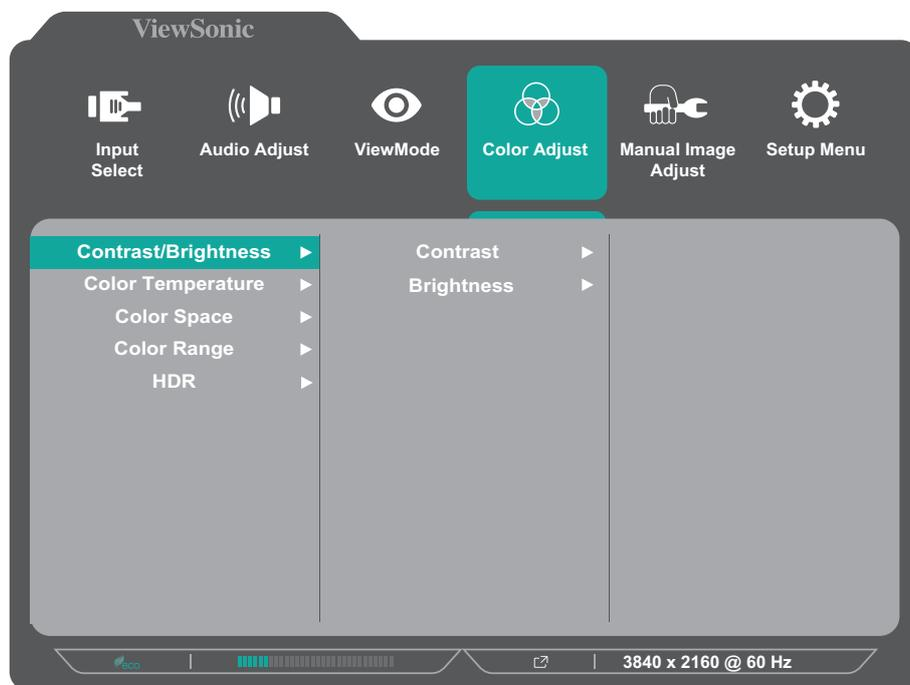 ViewSonic
Input
Select
Audio Adjust
ViewMode
Color Adjust
Manual Image
Adjust
Setup Menu
Contrast/Brightness
Color Temperature
Color Space
Color Range
HDR
Contrast
Brightness
eco
3840 x 2160 @ 60 Hz